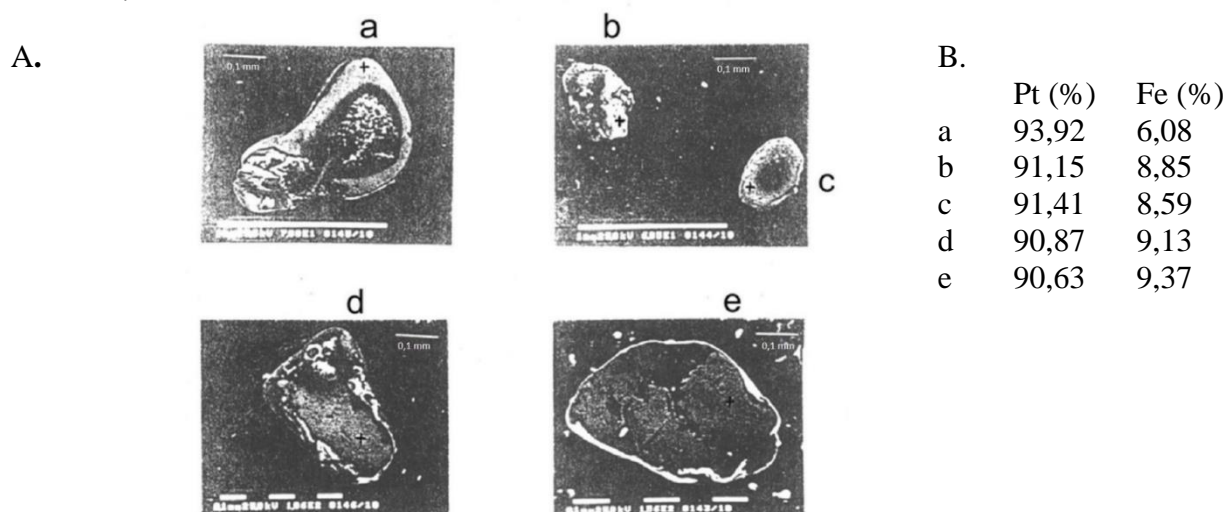 A.
a
0,1 mm
b
0,1 mm
c
d
0,1 mm
e
0,1 mm
B.
Pt (%) Fe (%)
a 93,92 6,08
b 91,15 8,85
c 91,41 8,59
d 90,87 9,13
e 90,63 9,37